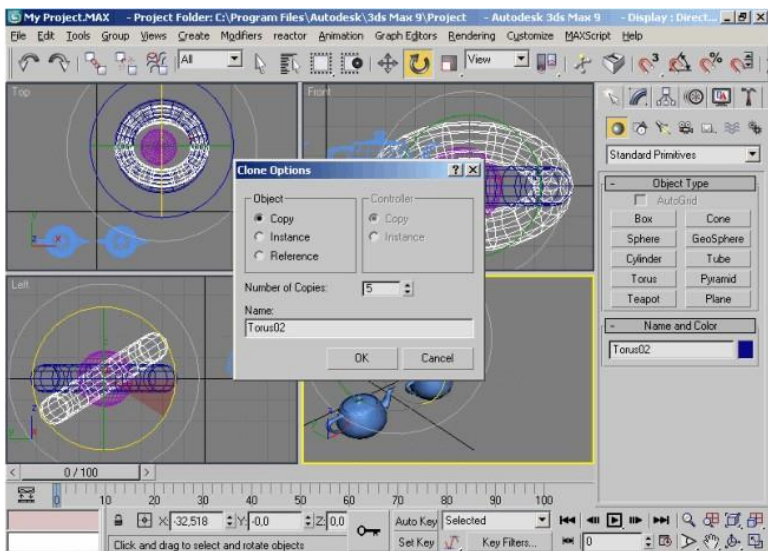 My Project.MAX - Project Folder: C:\Program Files\Autodesk\3ds Max 9\Project - Autodesk 3ds Max 9 - Display : Direct...
File Edit Tools Group Views Create Modifiers reactor Animation Graph Editors Rendering Customize MAXScript Help
All View
Top
Front
Clone Options
Object
Copy
Instance
Reference
Controller
Copy
Instance
Number of Copies: 5
Name:
Torus02
OK Cancel
Left
Standard Primitives
- Object Type
AutoGrid
Box Cone
Sphere GeoSphere
Cylinder Tube
Torus Pyramid
Teapot Plane
- Name and Color
Torus02
< 0 / 100 >
0 10 20 30 40 50 60 70 80 90 100
X: -32,518 Y: -0,0 Z: 0,0 Auto Key Selected
Click and drag to select and rotate objects Set Key Key Filters... 0